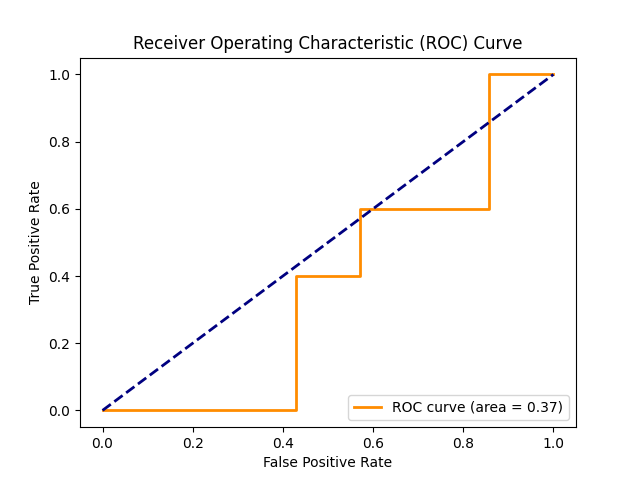 Receiver Operating Characteristic (ROC) Curve
1.0
0.8
0.6
0.4
0.2
0.0
True Positive Rate
ROC curve (area = 0.37)
0.0 0.2 0.4 0.6 0.8 1.0
False Positive Rate